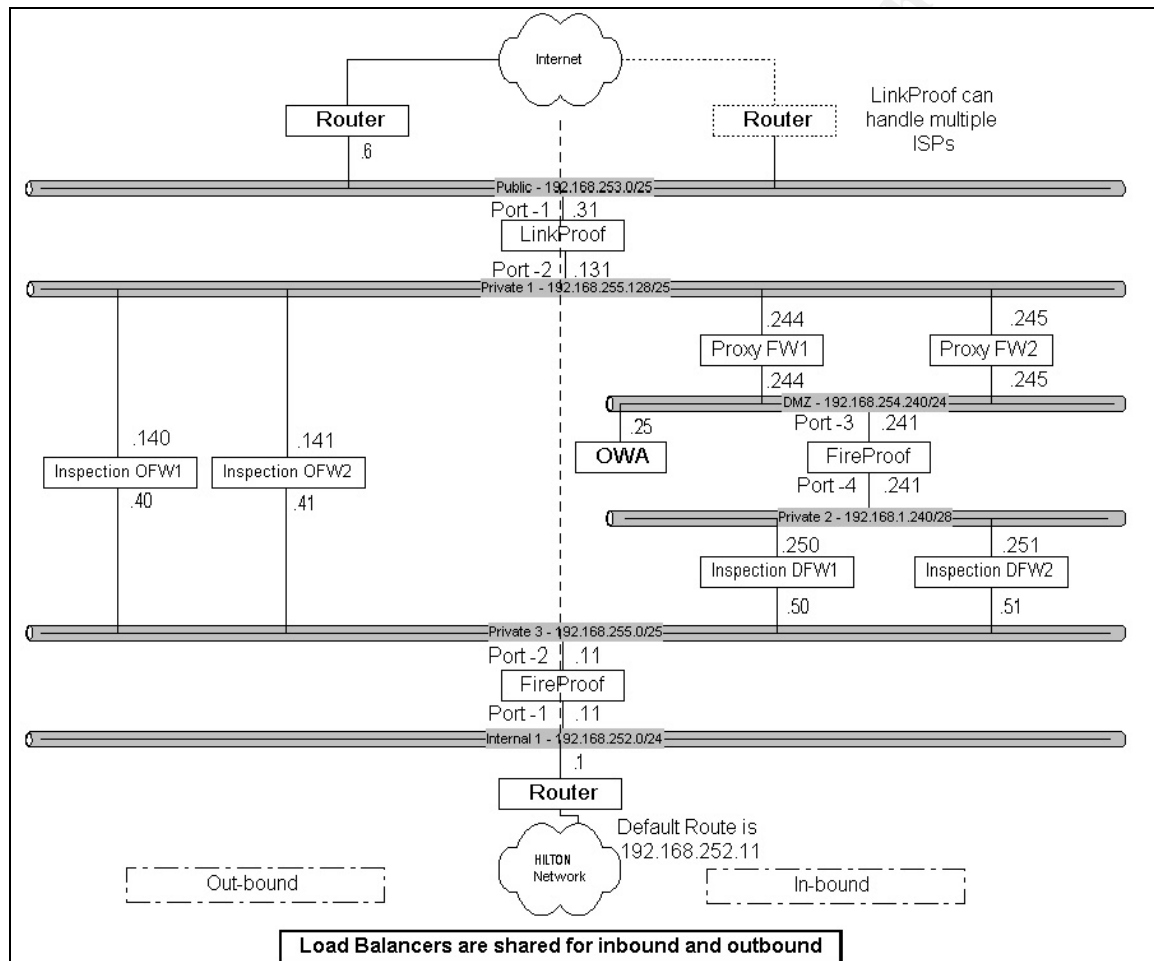 Internet
Router
Router
LinkProof can
handle multiple
ISPs
.6
Public - 192.168.253.0/25
Port -1
.31
LinkProof
Port -2
.131
Private 1 - 192.168.255.128/25
.244
.245
Proxy FW1
Proxy FW2
.244
.245
DMZ - 192.168.254.240/24
.25
Port -3
.241
OWA
FireProof
Port -4
.241
.140
.141
Inspection OFW1
Inspection OFW2
.40
.41
Private 2 - 192.168.1.240/28
.250
.251
Inspection DFW1
Inspection DFW2
.50
.51
Private 3 - 192.168.255.0/25
Port -2
.11
FireProof
Port -1
.11
Internal 1 - 192.168.252.0/24
.1
Router
Default Route is
192.168.252.11
HILTON
Network
Out-bound
In-bound
Load Balancers are shared for inbound and outbound